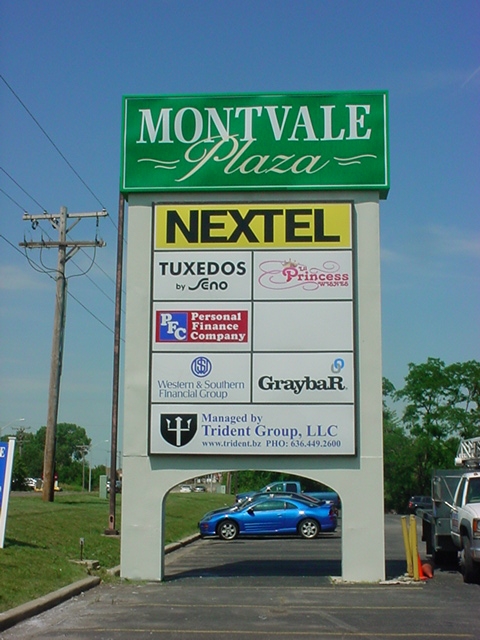 MONTVALE
Plaza
NEXTEL
TUXEDOS
by Seno
Lil
Princess
Personal
Finance
Company
PFC
Western & Southern
Financial Group
GraybaR
Managed by
Trident Group, LLC
www.trident.bz PHO: 636.449.2600
E